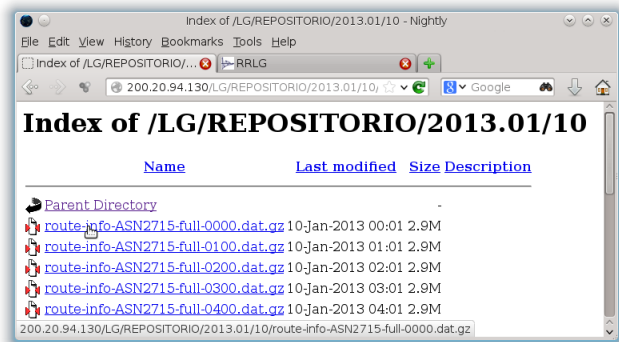 Index of /LG/REPOSITORIO/2013.01/10 - Nightly
File Edit View History Bookmarks Tools Help
Index of /LG/REPOSITORIO/... RRLG
200.20.94.130/LG/REPOSITORIO/2013.01/10/ Google
Index of /LG/REPOSITORIO/2013.01/10
Name Last modified Size Description
Parent Directory -
route-info-ASN2715-full-0000.dat.gz 10-Jan-2013 00:01 2.9M
route-info-ASN2715-full-0100.dat.gz 10-Jan-2013 01:01 2.9M
route-info-ASN2715-full-0200.dat.gz 10-Jan-2013 02:01 2.9M
route-info-ASN2715-full-0300.dat.gz 10-Jan-2013 03:01 2.9M
route-info-ASN2715-full-0400.dat.gz 10-Jan-2013 04:01 2.9M
200.20.94.130/LG/REPOSITORIO/2013.01/10/route-info-ASN2715-full-0000.dat.gz